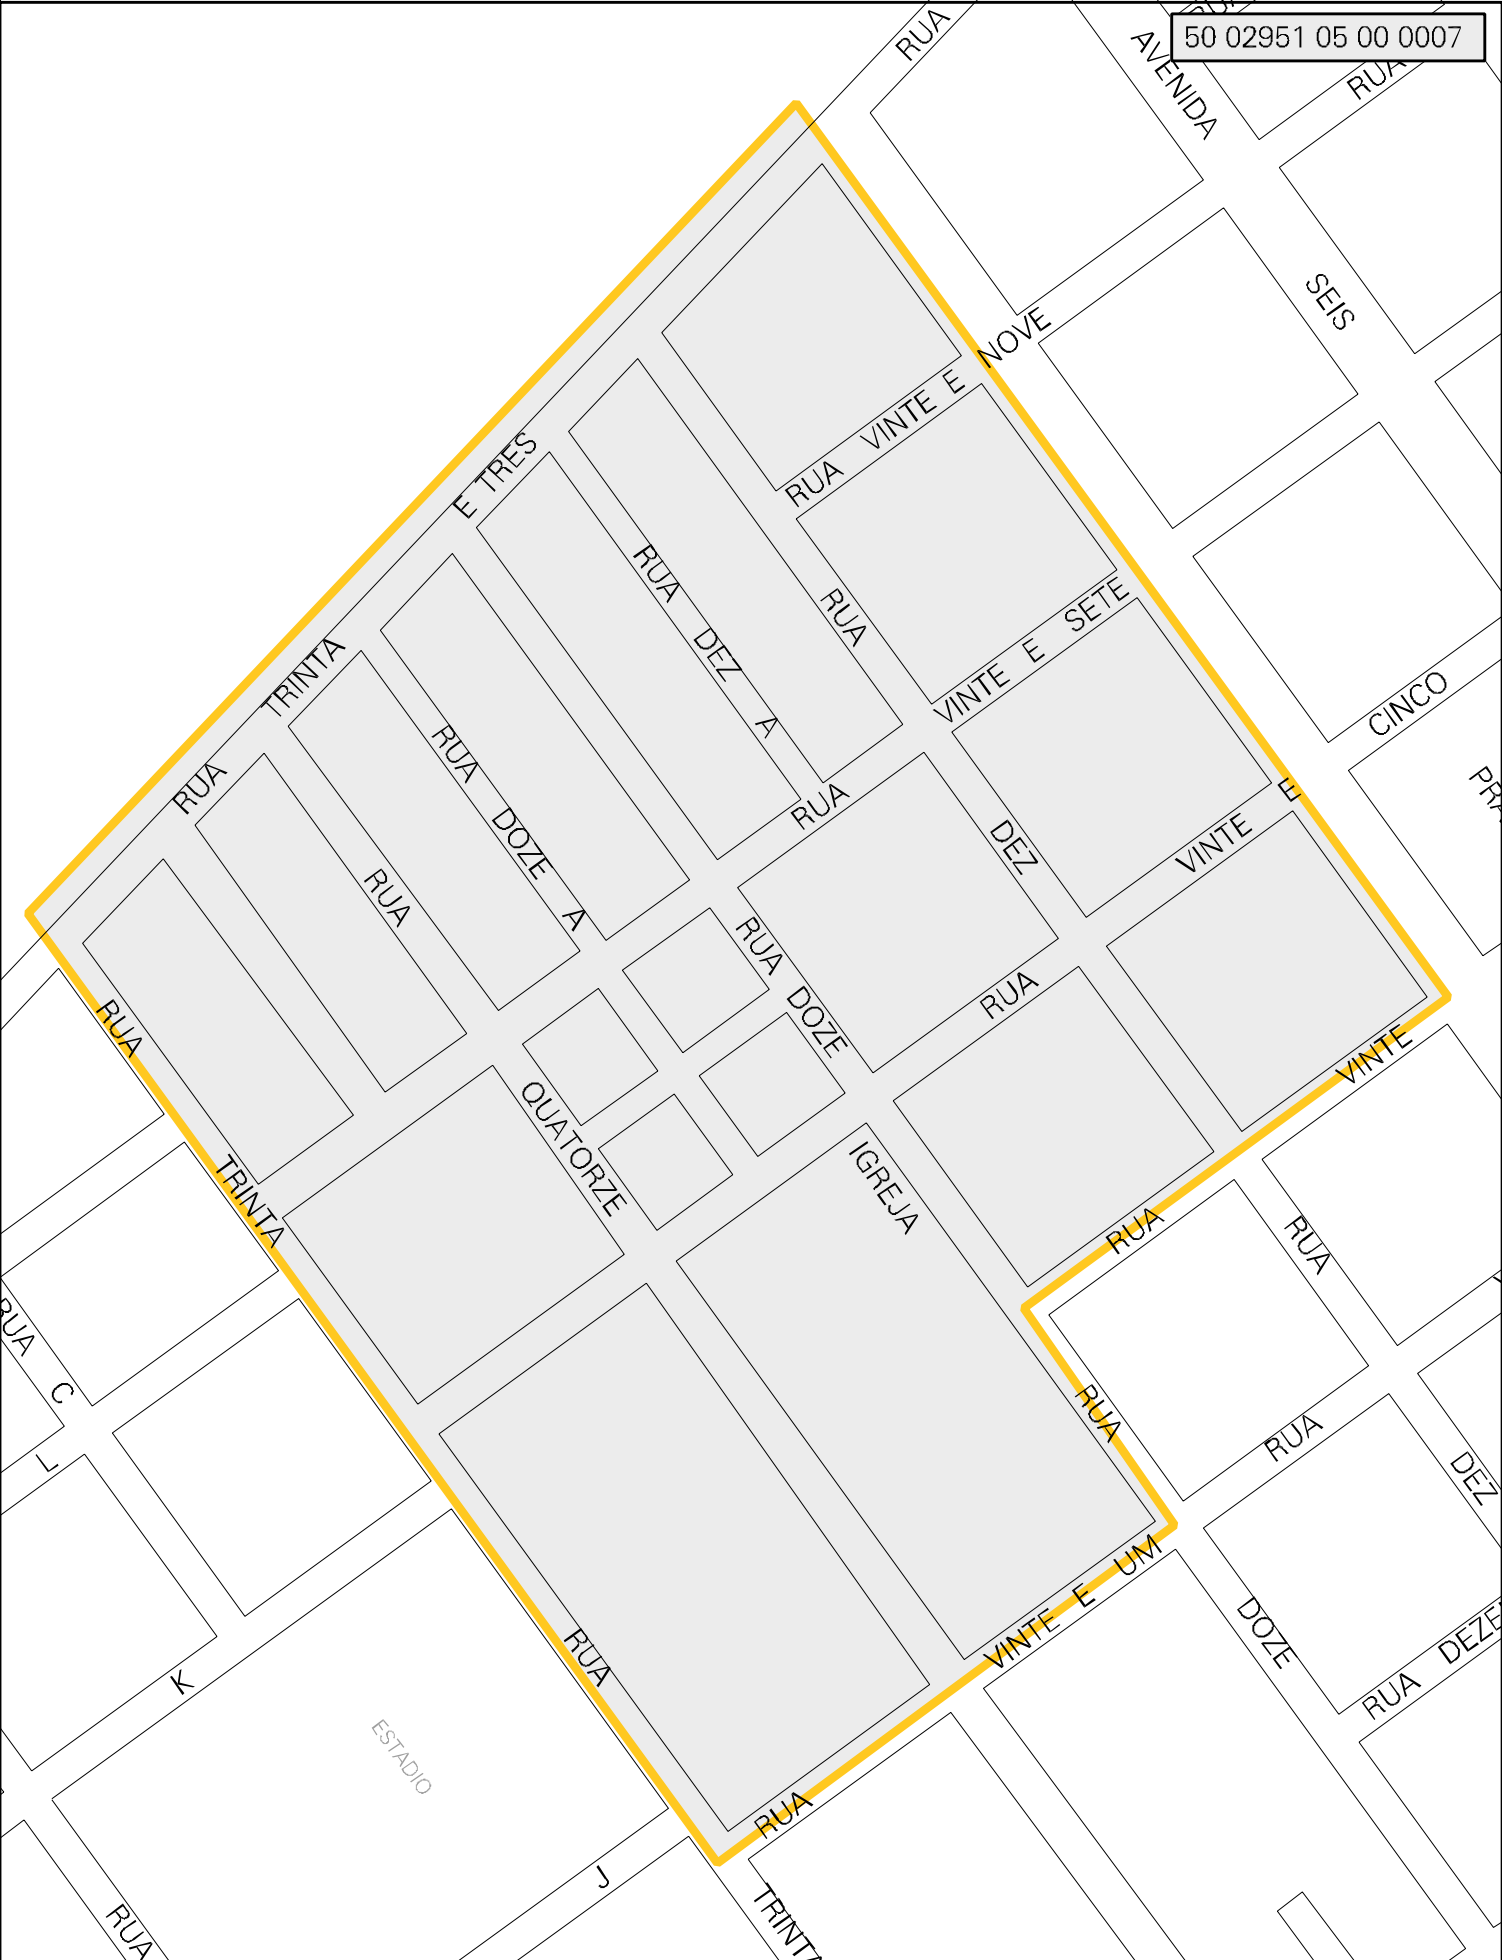 50 02951 05 00 0007
RUA
AVENIDA
RUA
SEIS
NOVE
RUA VINTE E
E TRES
TRINTA
RUA
RUA DEZ A
RUA
VINTE E SETE
CINCO
RUA DOZE A
RUA
RUA
DEZ
VINTE
E
RUA
RUA DOZE
RUA
QUATORZE
IGREJA
VINTE
RUA
TRINTA
RUA
RUA
RUA
C
L
RUA
RUA
DEZ
VINTE E UM
DOZE
RUA
K
ESTADIO
RUA
RUA
J
TRINTA
RUA